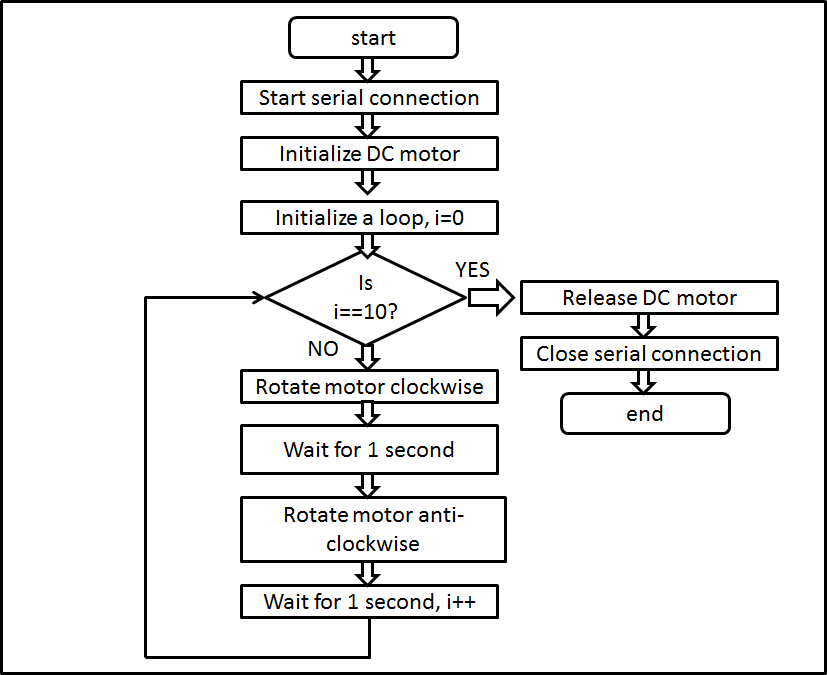 start
Start serial connection
Initialize DC motor
Initialize a loop, i=0
Is
i==10?
YES
NO
Release DC motor
Close serial connection
end
Rotate motor clockwise
Wait for 1 second
Rotate motor anti-
clockwise
Wait for 1 second, i++